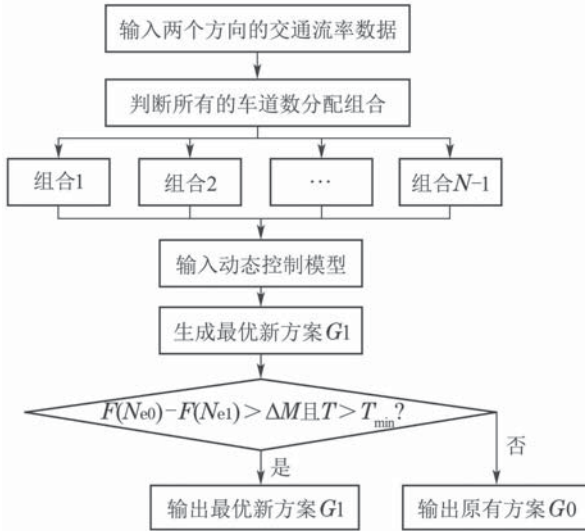 输入两个方向的交通流率数据
判断所有的车道数分配组合
组合1
组合2
…
组合N-1
输入动态控制模型
生成最优新方案G1
F(Ne0)-F(Ne1)>ΔM且T>Tmin?
否
是
输出最优新方案G1
输出原有方案G0